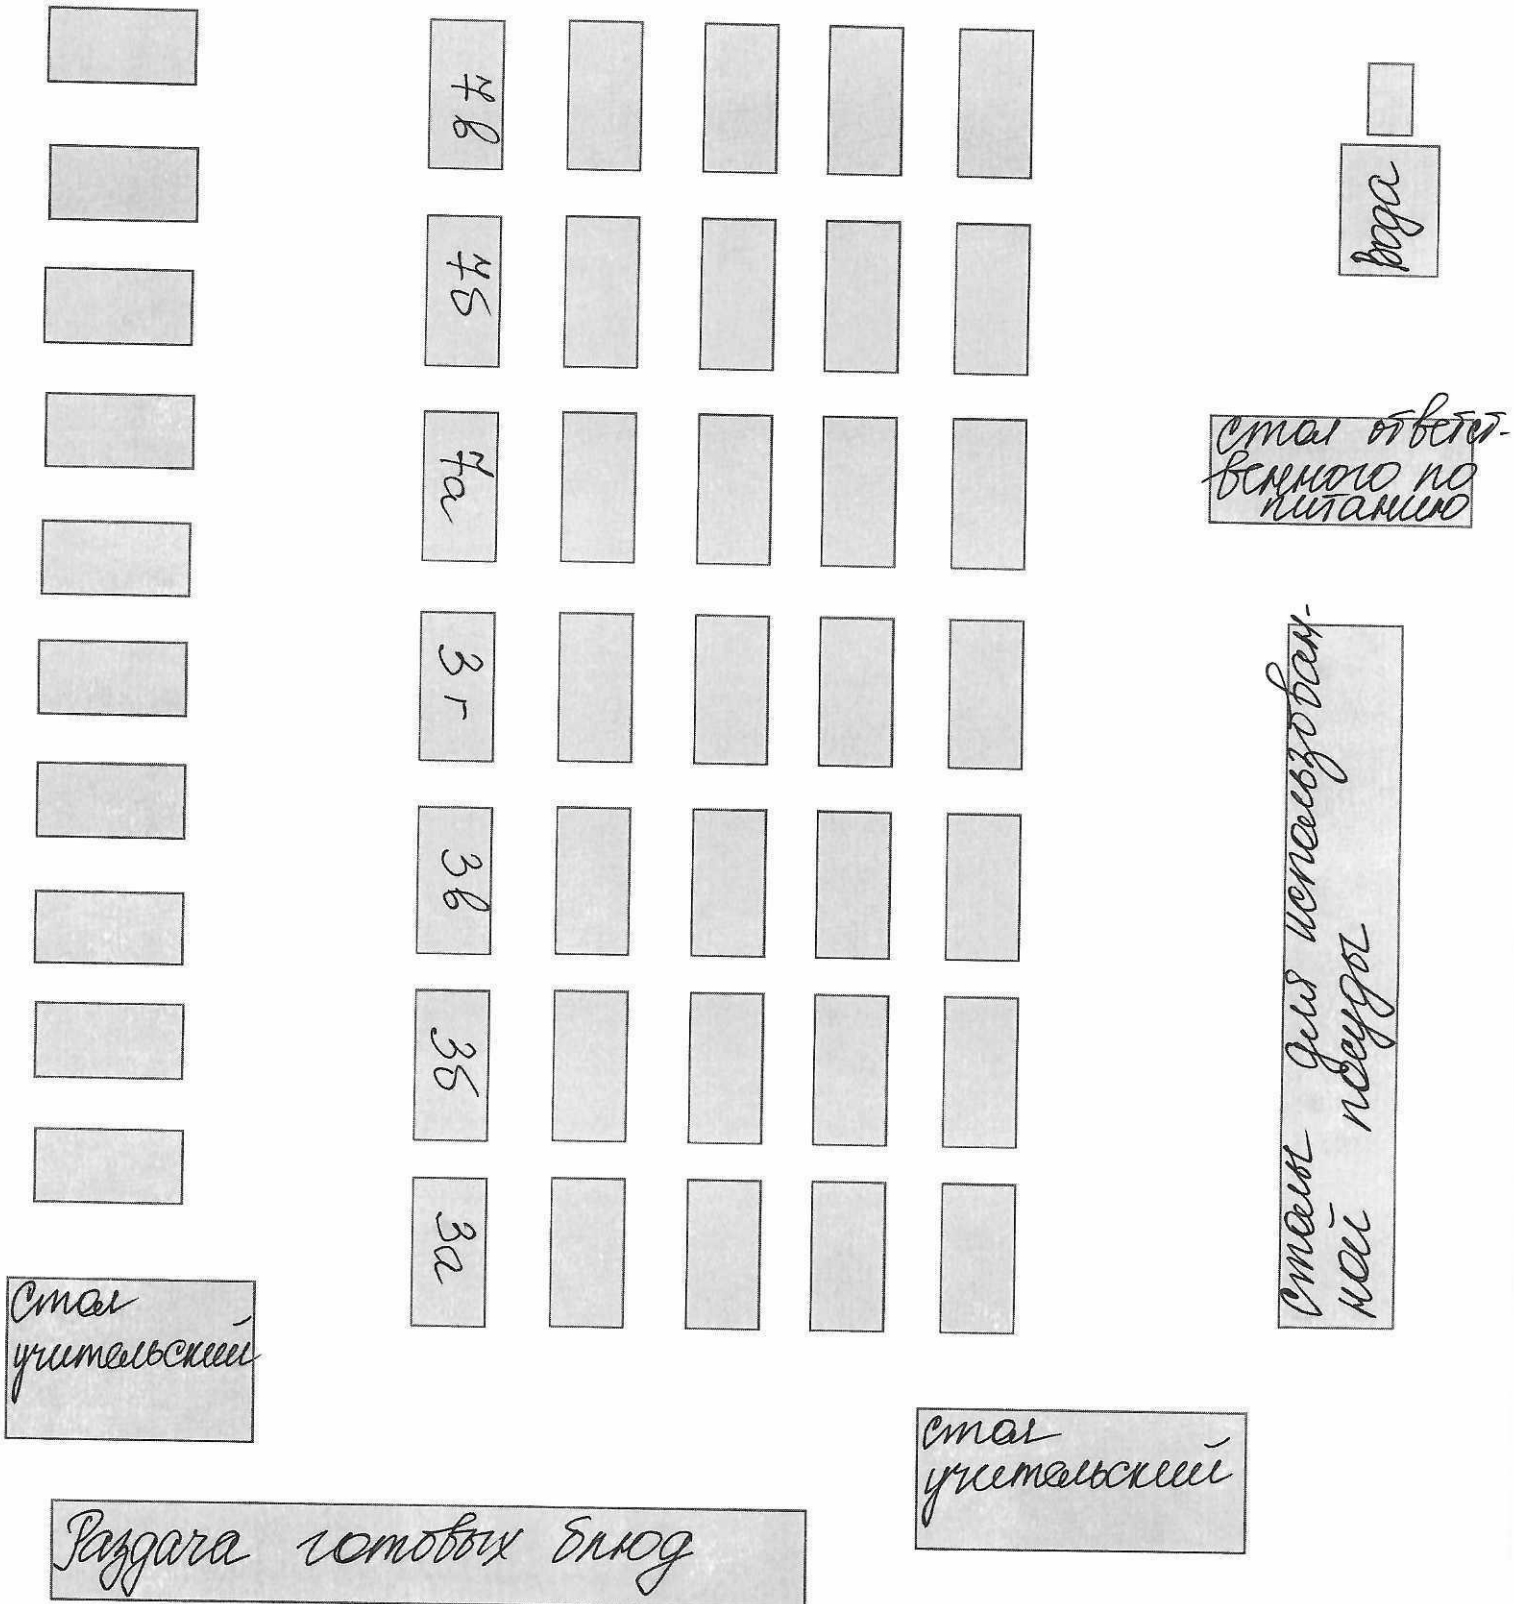 7в
7б
7а
3г
3в
3б
3а
Вода
стол ответст-
венного по
питанию
Столы для использован-
ной посуды
Стол
учительский
стол
учительский
Раздача готовых блюд